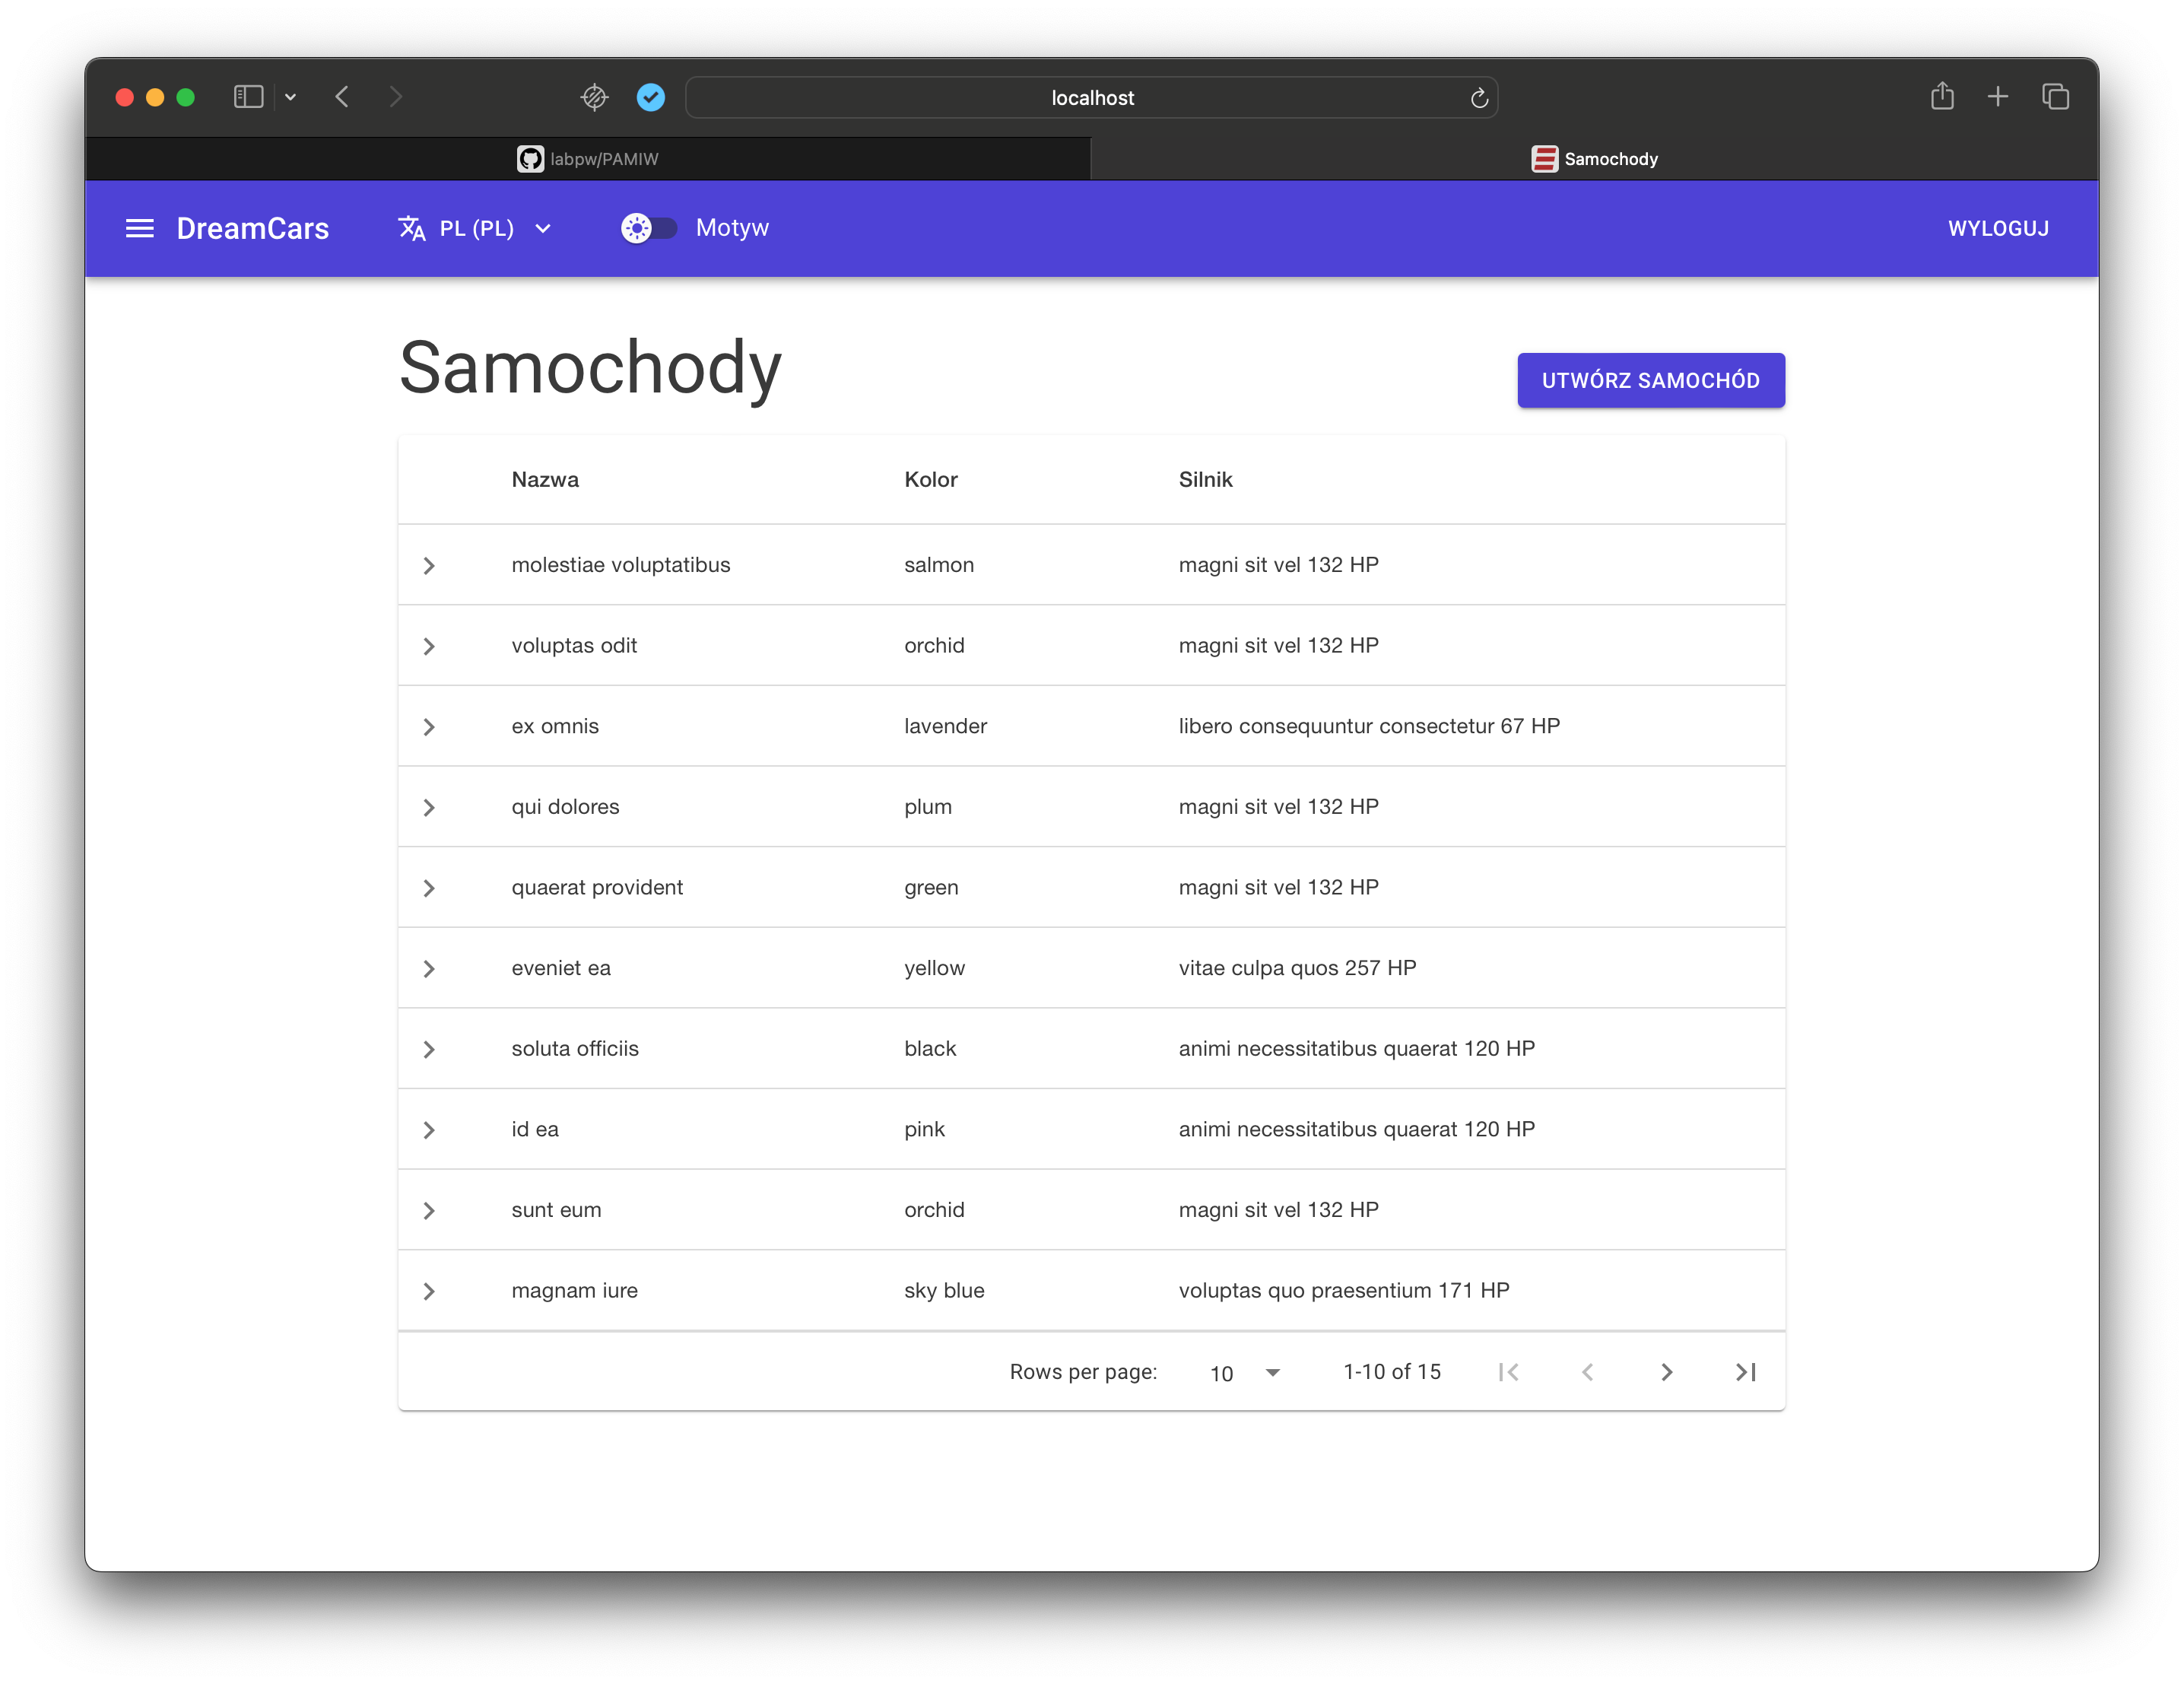 localhost
labpw/PAMIW
Samochody
DreamCars PL (PL) Motyw WYLOGUJ
Samochody
UTWÓRZ SAMOCHÓD
Nazwa Kolor Silnik
molestiae voluptatibus salmon magni sit vel 132 HP
voluptas odit orchid magni sit vel 132 HP
ex omnis lavender libero consequuntur consectetur 67 HP
qui dolores plum magni sit vel 132 HP
quaerat provident green magni sit vel 132 HP
eveniet ea yellow vitae culpa quos 257 HP
soluta officiis black animi necessitatibus quaerat 120 HP
id ea pink animi necessitatibus quaerat 120 HP
sunt eum orchid magni sit vel 132 HP
magnam iure sky blue voluptas quo praesentium 171 HP
Rows per page: 10 1-10 of 15